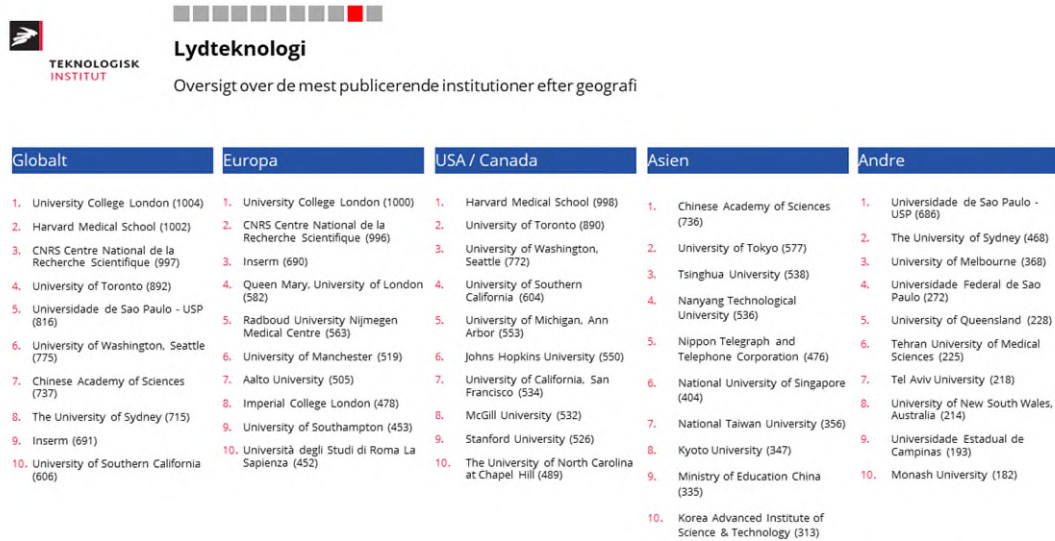 TEKNOLOGISK
INSTITUT
Lydteknologi
Oversigt over de mest publicerende institutioner efter geografi
Globalt
1. University College London (1004)
2. Harvard Medical School (1002)
3. CNRS Centre National de la
Recherche Scientifique (997)
4. University of Toronto (892)
5. Universidade de Sao Paulo - USP
(816)
6. University of Washington, Seattle
(775)
7. Chinese Academy of Sciences
(737)
8. The University of Sydney (715)
9. Inserm (691)
10. University of Southern California
(606)
Europa
1. University College London (1000)
2. CNRS Centre National de la
Recherche Scientifique (996)
3. Inserm (690)
4. Queen Mary, University of London
(582)
5. Radboud University Nijmegen
Medical Centre (563)
6. University of Manchester (519)
7. Aalto University (505)
8. Imperial College London (478)
9. University of Southampton (453)
10. Università degli Studi di Roma La
Sapienza (452)
USA / Canada
1. Harvard Medical School (998)
2. University of Toronto (890)
3. University of Washington,
Seattle (772)
4. University of Southern
California (604)
5. University of Michigan, Ann
Arbor (553)
6. Johns Hopkins University (550)
7. University of California, San
Francisco (534)
8. McGill University (532)
9. Stanford University (526)
10. The University of North Carolina
at Chapel Hill (489)
Asien
1. Chinese Academy of Sciences
(736)
2. University of Tokyo (577)
3. Tsinghua University (538)
4. Nanyang Technological
University (536)
5. Nippon Telegraph and
Telephone Corporation (476)
6. National University of Singapore
(404)
7. National Taiwan University (356)
8. Kyoto University (347)
9. Ministry of Education China
(335)
10. Korea Advanced Institute of
Science & Technology (313)
Andre
1. Universidade de Sao Paulo -
USP (686)
2. The University of Sydney (468)
3. University of Melbourne (368)
4. Universidade Federal de Sao
Paulo (272)
5. University of Queensland (228)
6. Tehran University of Medical
Sciences (225)
7. Tel Aviv University (218)
8. University of New South Wales,
Australia (214)
9. Universidade Estadual de
Campinas (193)
10. Monash University (182)